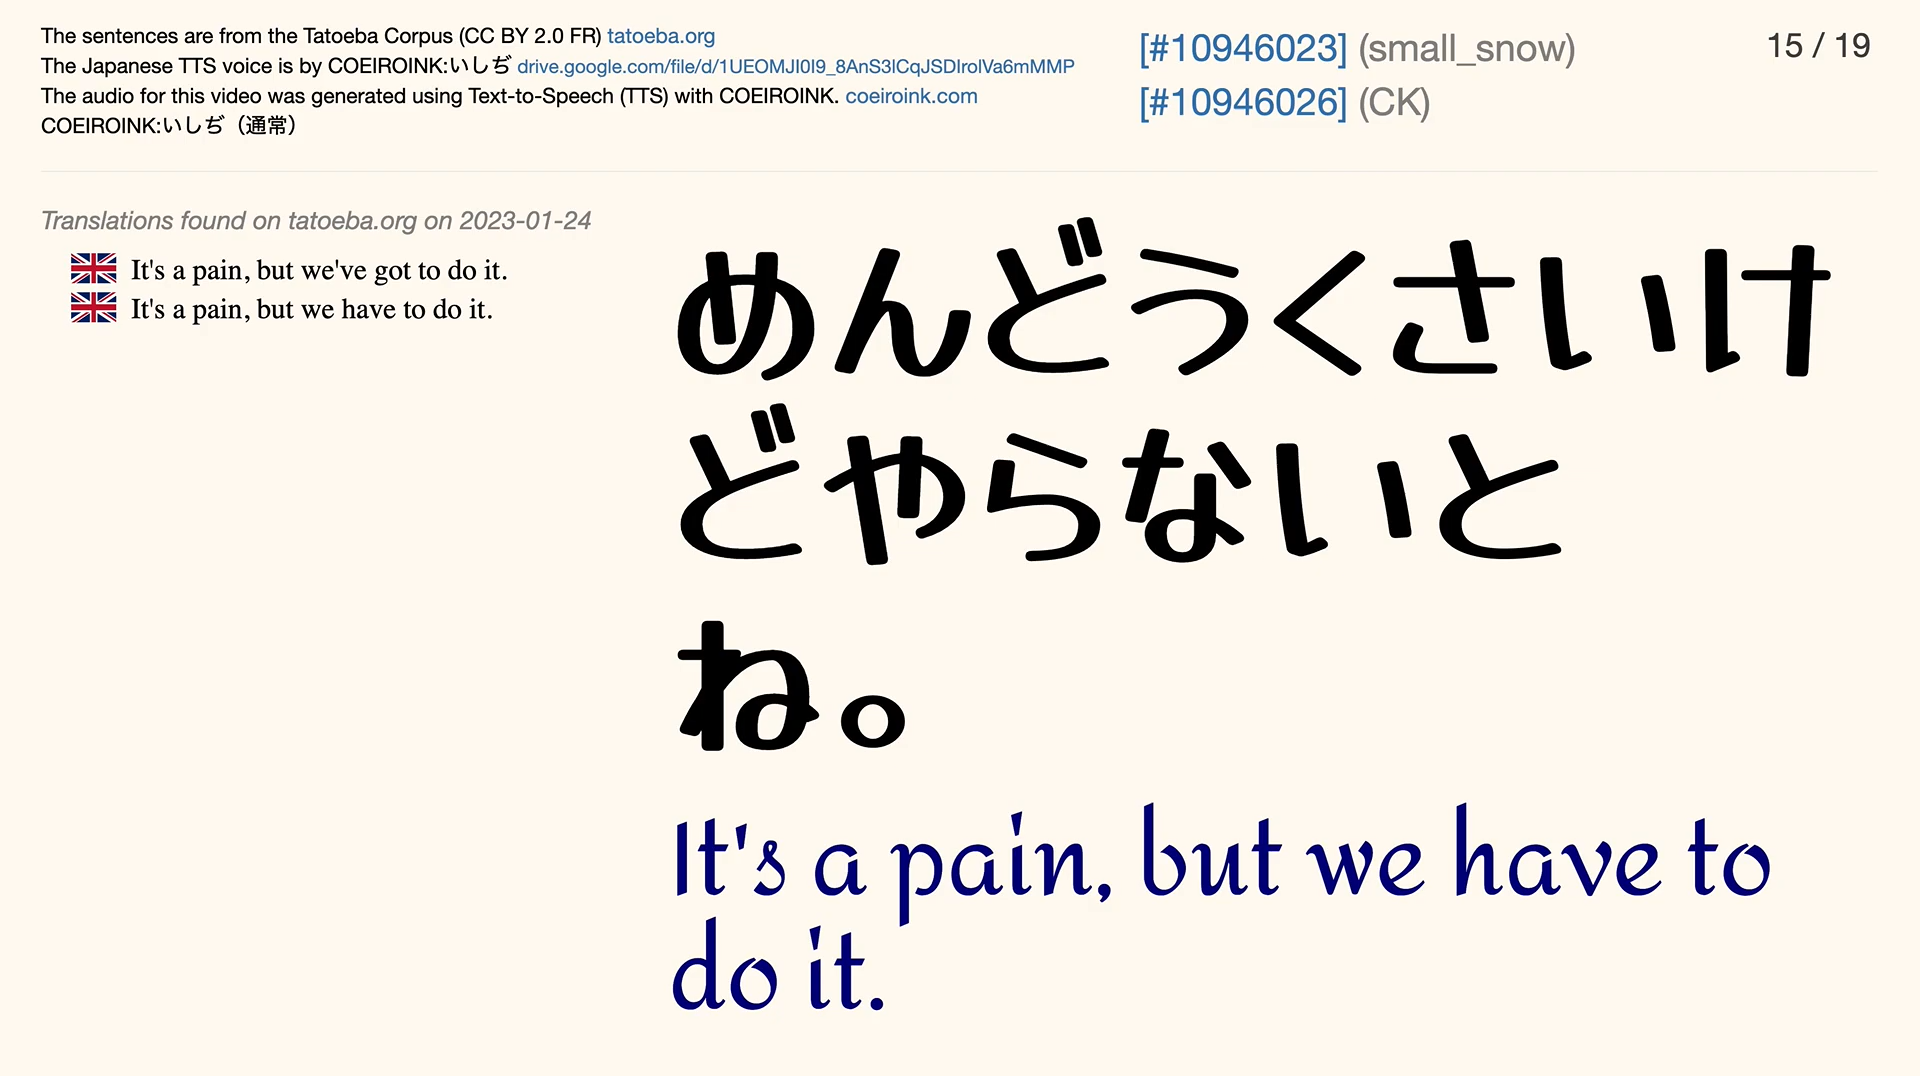 The sentences are from the Tatoeba Corpus (CC BY 2.0 FR) tatoeba.org
The Japanese TTS voice is by COEIROINK:いしぢ drive.google.com/file/d/1UEOMJI0I9_8AnS3ICqJSDIrolVa6mMMP
The audio for this video was generated using Text-to-Speech (TTS) with COEIROINK. coeiroink.com
COEIROINK:いしぢ（通常）
[#10946023] (small_snow)
[#10946026] (CK)
15 / 19
Translations found on tatoeba.org on 2023-01-24
It's a pain, but we've got to do it.
It's a pain, but we have to do it.
めんどうくさいけ
どやらないと
ね。
It's a pain, but we have to
do it.